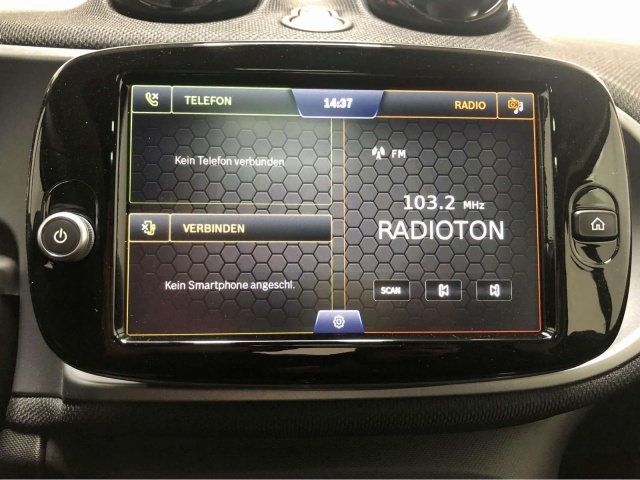 TELEFON
14:37
RADIO
Kein Telefon verbunden
FM
103.2 MHz
RADIOTON
VERBINDEN
Kein Smartphone angeschl.
SCAN